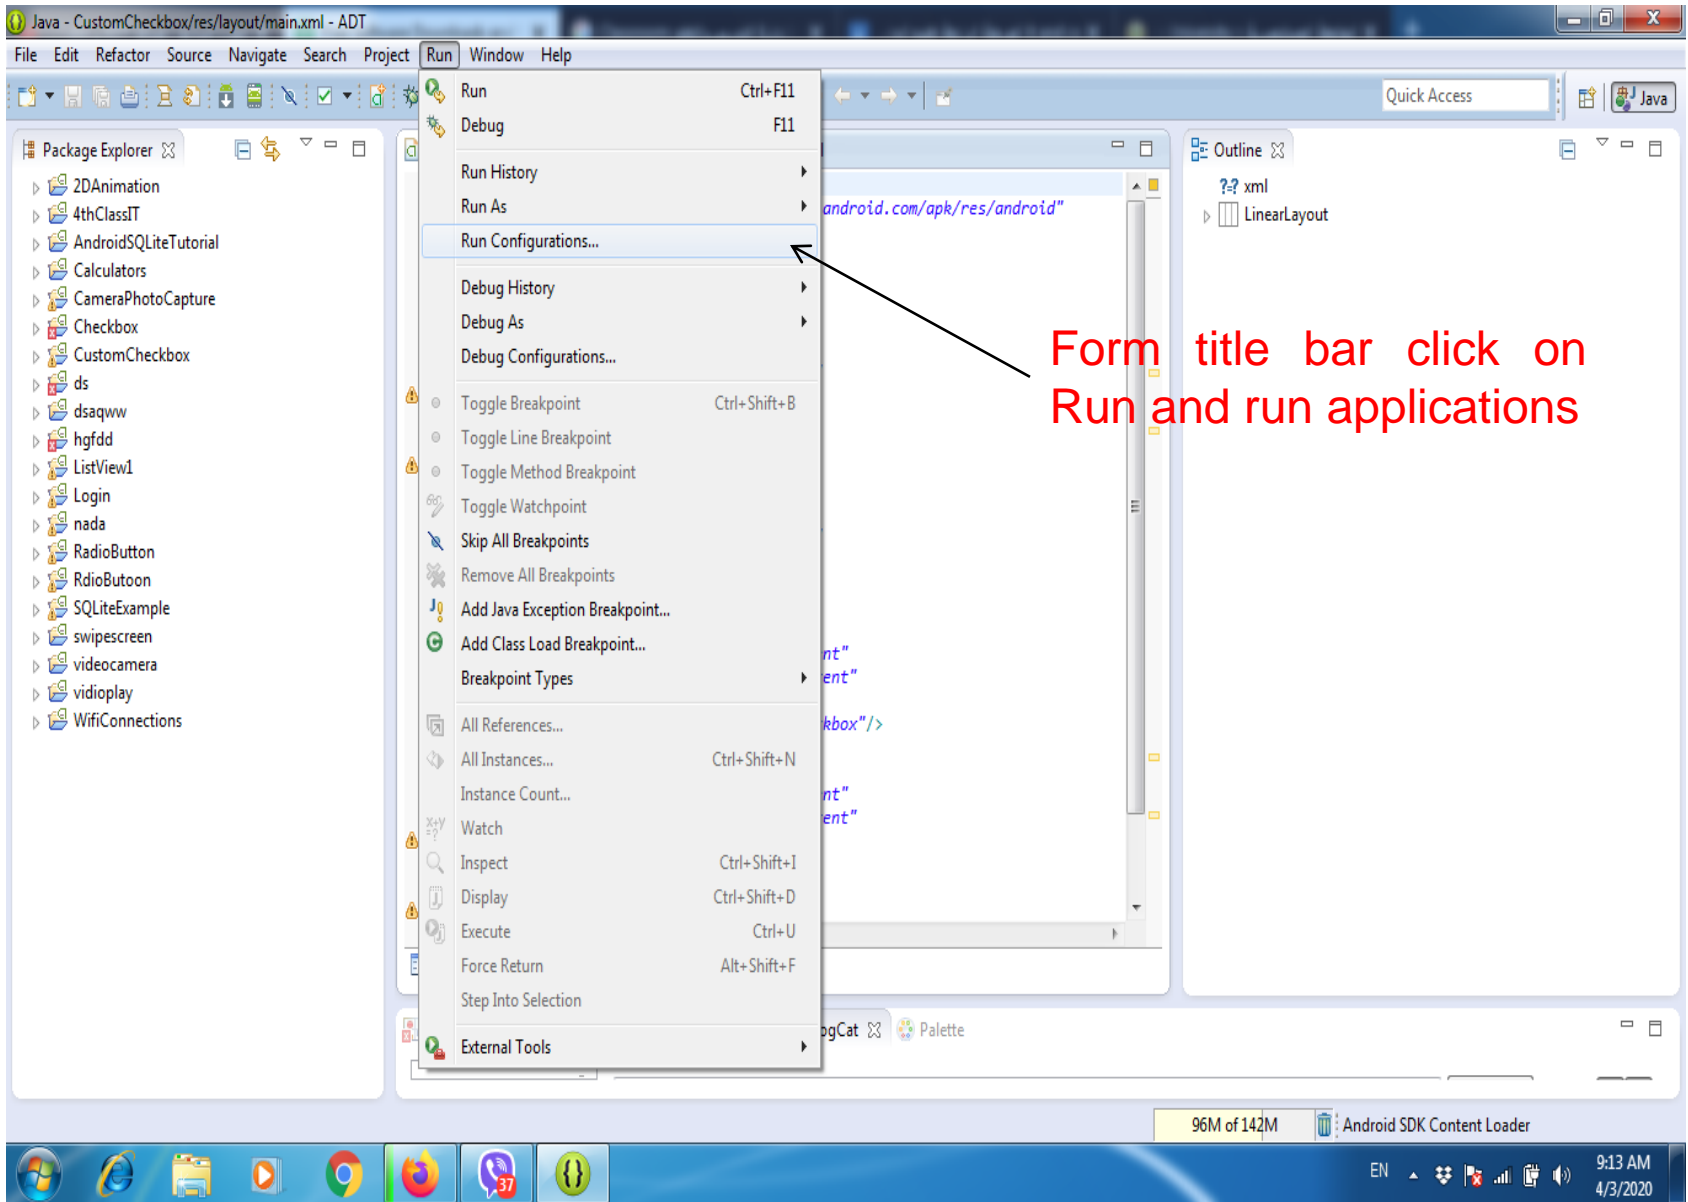 Java - CustomCheckbox/res/layout/main.xml - ADT
File Edit Refactor Source Navigate Search Project Run Window Help
Quick Access
Java
Package Explorer
2DAnimation
4thClassIT
AndroidSQLiteTutorial
Calculators
CameraPhotoCapture
Checkbox
CustomCheckbox
ds
dsaqww
hgfdd
ListView1
Login
nada
RadioButton
RdioButoon
SQLiteExample
swipescreen
videocamera
vidioplay
WifiConnections
Run Ctrl+F11
Debug F11
Run History
Run As
Run Configurations...
Debug History
Debug As
Debug Configurations...
Toggle Breakpoint Ctrl+Shift+B
Toggle Line Breakpoint
Toggle Method Breakpoint
Toggle Watchpoint
Skip All Breakpoints
Remove All Breakpoints
Add Java Exception Breakpoint...
Add Class Load Breakpoint...
Breakpoint Types
All References...
All Instances... Ctrl+Shift+N
Instance Count...
Watch
Inspect Ctrl+Shift+I
Display Ctrl+Shift+D
Execute Ctrl+U
Force Return Alt+Shift+F
Step Into Selection
External Tools
android.com/apk/res/android"
nt"
ent"
kbox"/>
nt"
ent"
Outline
?=? xml
LinearLayout
Form title bar click on
Run and run applications
ogCat Palette
96M of 142M Android SDK Content Loader
37
EN
9:13 AM
4/3/2020